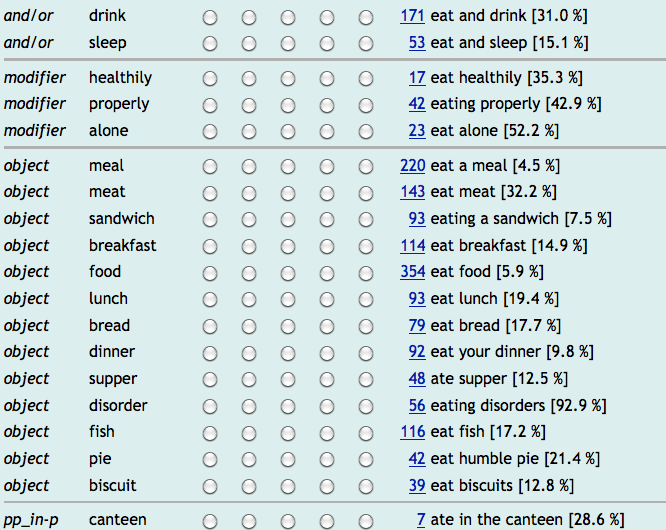 and/or drink 171 eat and drink [31.0 %]
and/or sleep 53 eat and sleep [15.1 %]
modifier healthily 17 eat healthily [35.3 %]
modifier properly 42 eating properly [42.9 %]
modifier alone 23 eat alone [52.2 %]
object meal 220 eat a meal [4.5 %]
object meat 143 eat meat [32.2 %]
object sandwich 93 eating a sandwich [7.5 %]
object breakfast 114 eat breakfast [14.9 %]
object food 354 eat food [5.9 %]
object lunch 93 eat lunch [19.4 %]
object bread 79 eat bread [17.7 %]
object dinner 92 eat your dinner [9.8 %]
object supper 48 ate supper [12.5 %]
object disorder 56 eating disorders [92.9 %]
object fish 116 eat fish [17.2 %]
object pie 42 eat humble pie [21.4 %]
object biscuit 39 eat biscuits [12.8 %]
pp_in-p canteen 7 ate in the canteen [28.6 %]